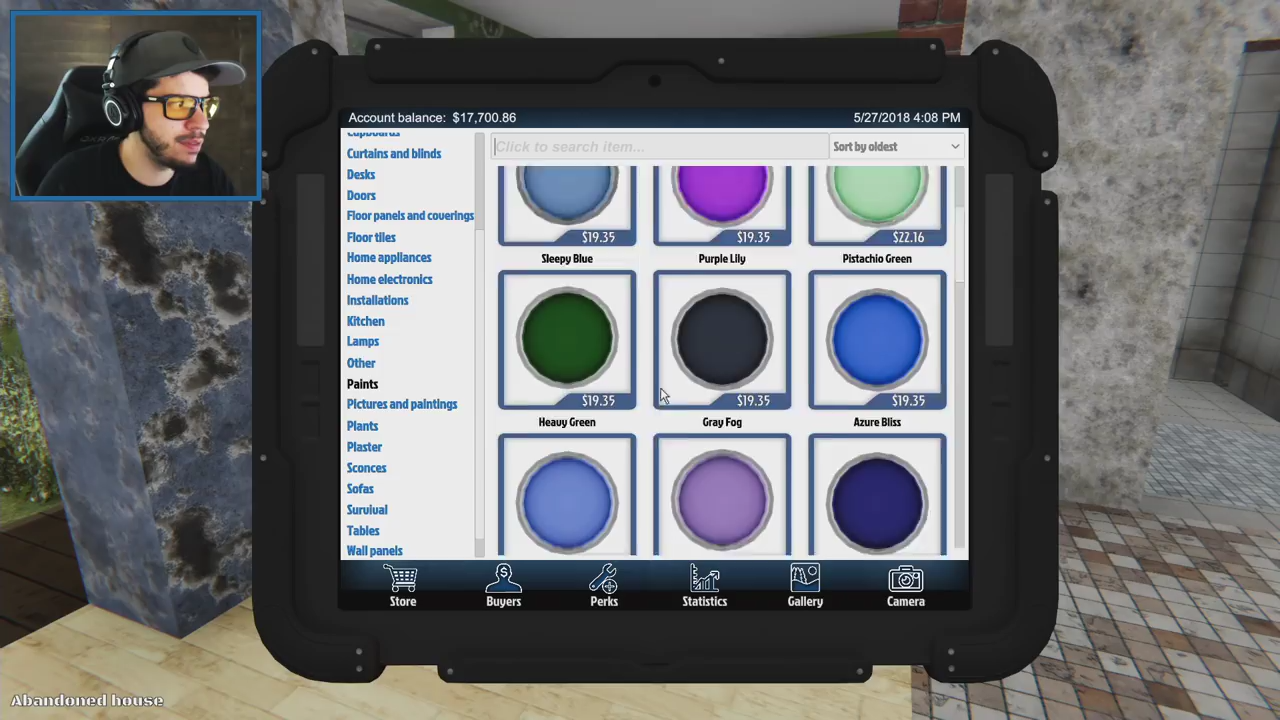 Account balance: $17,700.86
5/27/2018 4:08 PM
Cupboards
Curtains and blinds
Desks
Doors
Floor panels and coverings
Floor tiles
Home appliances
Home electronics
Installations
Kitchen
Lamps
Other
Paints
Pictures and paintings
Plants
Plaster
Sconces
Sofas
Survival
Tables
Wall panels
Click to search item...
Sort by oldest
$19.35
$19.35
$22.16
Sleepy Blue
Purple Lily
Pistachio Green
$19.35
$19.35
$19.35
Heavy Green
Gray Fog
Azure Bliss
Store
Buyers
Perks
Statistics
Gallery
Camera
Abandoned house